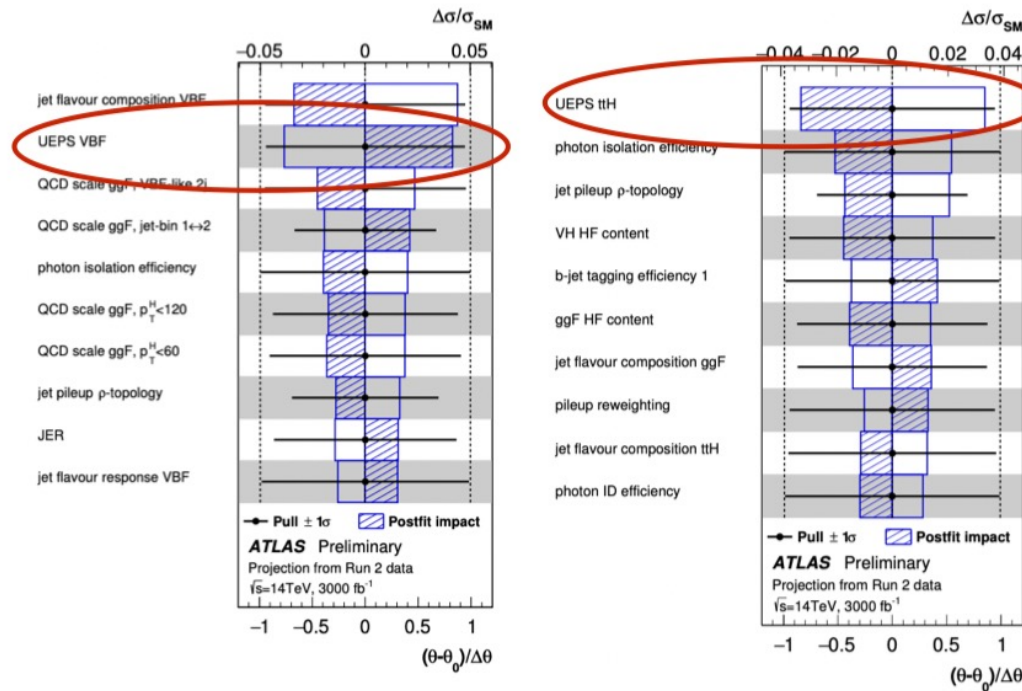 Δσ/σSM
−0.05 0 0.05
jet flavour composition VBF
UEPS VBF
QCD scale ggF, VBF-like 2j
QCD scale ggF, jet-bin 1↔2
photon isolation efficiency
QCD scale ggF, pTH<120
QCD scale ggF, pTH<60
jet pileup ρ-topology
JER
jet flavour response VBF
Pull ± 1σ Postfit impact
ATLAS Preliminary
Projection from Run 2 data
√s=14TeV, 3000 fb-1
−1 −0.5 0 0.5 1
(θ-θ0)/Δθ
Δσ/σSM
−0.04 −0.02 0 0.02 0.04
UEPS ttH
photon isolation efficiency
jet pileup ρ-topology
VH HF content
b-jet tagging efficiency 1
ggF HF content
jet flavour composition ggF
pileup reweighting
jet flavour composition ttH
photon ID efficiency
Pull ± 1σ Postfit impact
ATLAS Preliminary
Projection from Run 2 data
√s=14TeV, 3000 fb-1
−1 −0.5 0 0.5 1
(θ-θ0)/Δθ